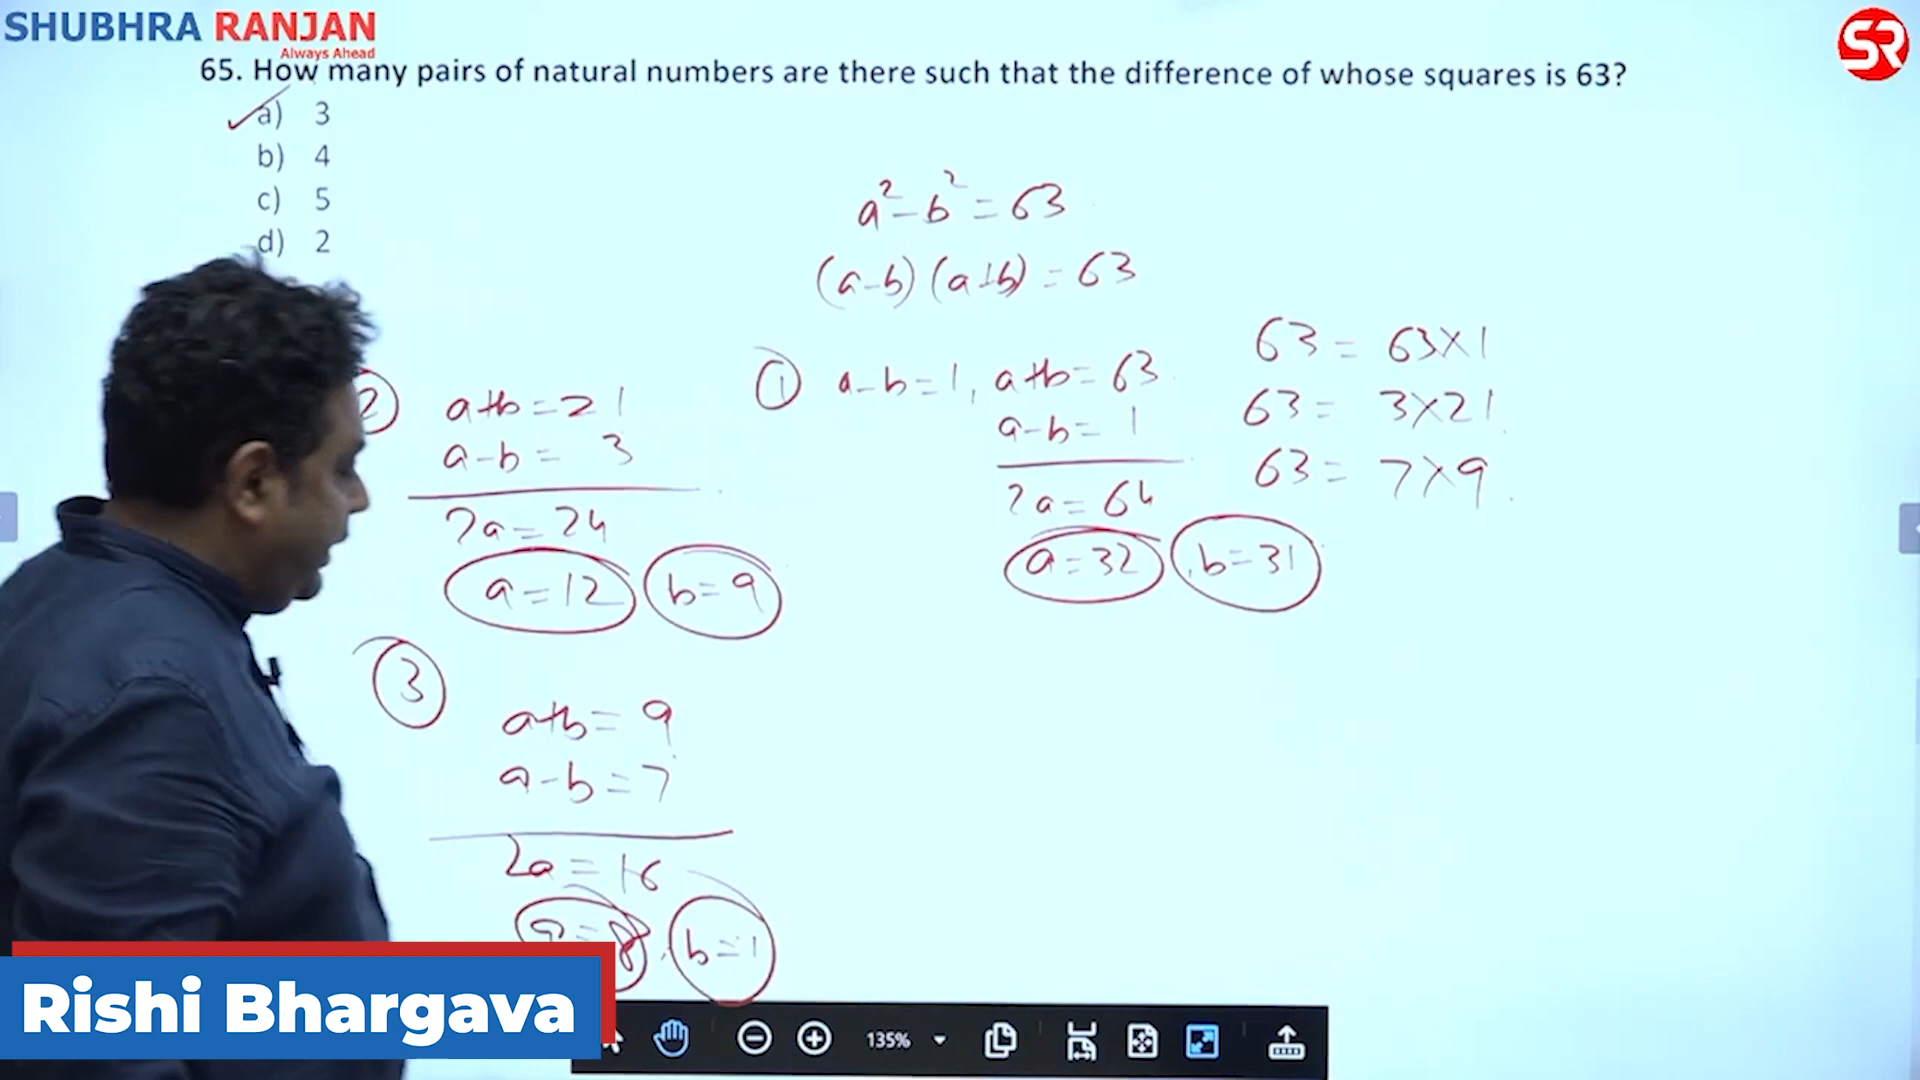 SHUBHRA RANJAN
Always Ahead
SR
65. How many pairs of natural numbers are there such that the difference of whose squares is 63?
a) 3
b) 4
c) 5
d) 2
a² - b² = 63
(a-b) (a+b) = 63
① a-b=1, a+b=63
a-b= 1
2a= 64
a=32, b=31
63 = 63×1
63 = 3×21
63 = 7×9
② a+b=21
a-b= 3
2a=24
a=12 b=9
③
a+b= 9
a-b=7
2a=16
a=8, b=1
Rishi Bhargava
135%